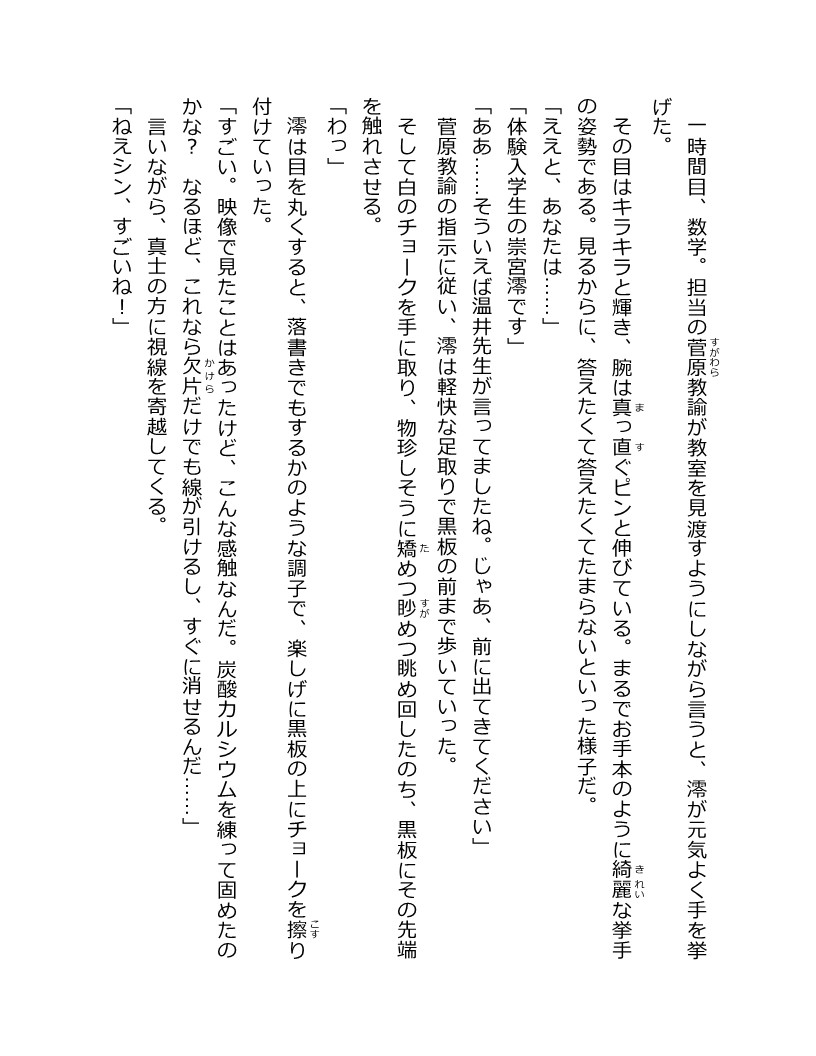 一時間目、数学。担当の菅原教諭が教室を見渡すようにしながら言うと、澪が元気よく手を挙
げた。
その目はキラキラと輝き、腕は真っ直ぐピンと伸びている。まるでお手本のように綺麗な挙手
の姿勢である。見るからに、答えたくて答えたくてたまらないといった様子だ。
「ええと、あなたは……」
「体験入学生の崇宮澪です」
「ああ……そういえば温井先生が言ってましたね。じゃあ、前に出てきてください」
菅原教諭の指示に従い、澪は軽快な足取りで黒板の前まで歩いていった。
そして白のチョークを手に取り、物珍しそうに矯めつ眇めつ眺め回したのち、黒板にその先端
を触れさせる。
「わっ」
澪は目を丸くすると、落書きでもするかのような調子で、楽しげに黒板の上にチョークを擦り
付けていった。
「すごい。映像で見たことはあったけど、こんな感触なんだ。炭酸カルシウムを練って固めたの
かな？　なるほど、これなら欠片だけでも線が引けるし、すぐに消せるんだ……」
言いながら、真士の方に視線を寄越してくる。
「ねえシン、すごいね！」